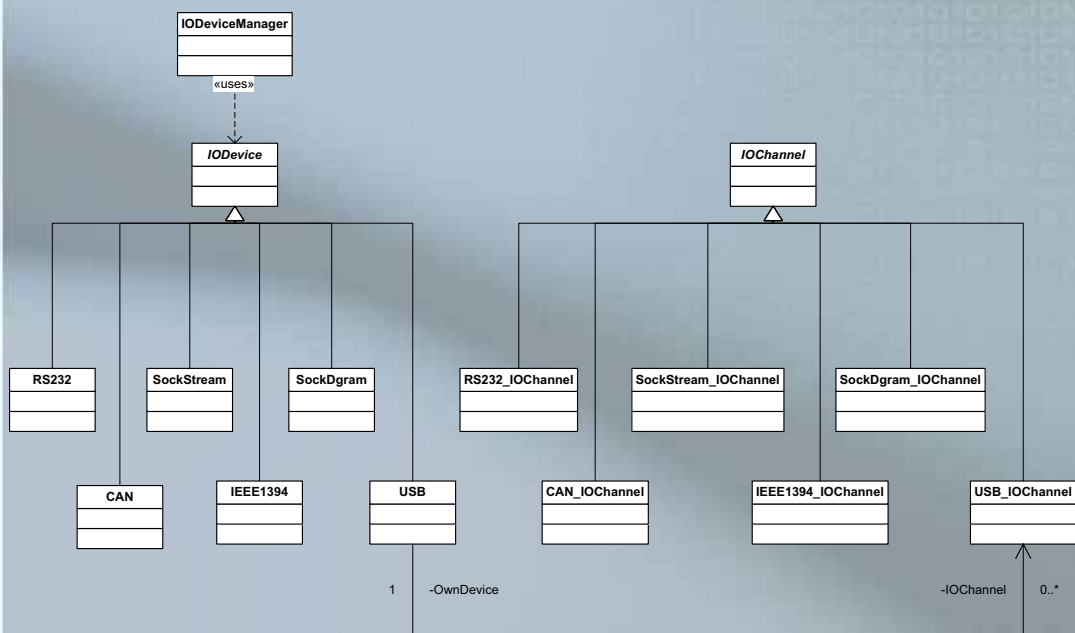 IODeviceManager
«uses»
IODevice
IOChannel
RS232
SockStream
SockDgram
RS232_IOChannel
SockStream_IOChannel
SockDgram_IOChannel
CAN
IEEE1394
USB
CAN_IOChannel
IEEE1394_IOChannel
USB_IOChannel
1
-OwnDevice
-IOChannel
0..*